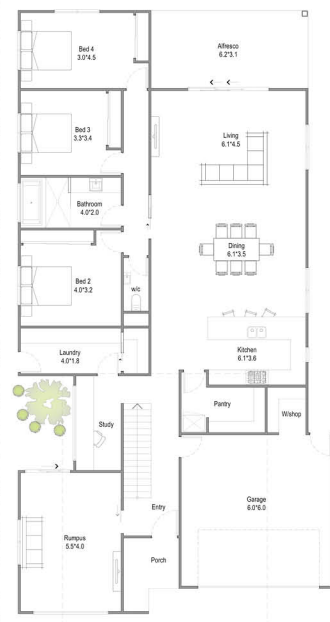 Bed 4
3.0*4.5
Alfresco
6.2*3.1
Bed 3
3.3*3.4
Living
6.1*4.5
Bathroom
4.0*2.0
Dining
6.1*3.5
Bed 2
4.0*3.2
w/c
Kitchen
6.1*3.6
Laundry
4.0*1.8
Pantry
W/shop
Study
Garage
6.0*6.0
Entry
Rumpus
5.5*4.0
Porch